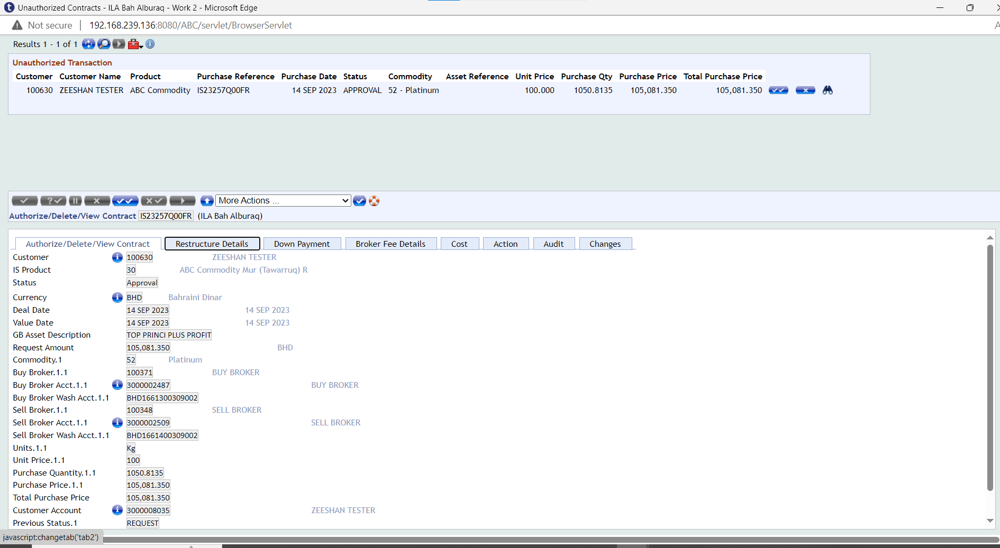 Unauthorized Contracts - ILA Bah Alburaq - Work 2 - Microsoft Edge
Not secure | 192.168.239.136:8080/ABC/servlet/BrowserServlet
Results 1 - 1 of 1
Unauthorized Transaction
Customer Customer Name Product Purchase Reference Purchase Date Status Commodity Asset Reference Unit Price Purchase Qty Purchase Price Total Purchase Price
100630 ZEESHAN TESTER ABC Commodity IS23257Q00FR 14 SEP 2023 APPROVAL 52 - Platinum 100.000 1050.8135 105,081.350 105,081.350
More Actions ...
Authorize/Delete/View Contract IS23257Q00FR (ILA Bah Alburaq)
Authorize/Delete/View Contract Restructure Details Down Payment Broker Fee Details Cost Action Audit Changes
Customer 100630 ZEESHAN TESTER
IS Product 30 ABC Commodity Mur (Tawarruq) R
Status Approval
Currency BHD Bahraini Dinar
Deal Date 14 SEP 2023 14 SEP 2023
Value Date 14 SEP 2023 14 SEP 2023
GB Asset Description TOP PRINCI PLUS PROFIT
Request Amount 105,081.350 BHD
Commodity.1 52 Platinum
Buy Broker.1.1 100371 BUY BROKER
Buy Broker Acct.1.1 3000002487 BUY BROKER
Buy Broker Wash Acct.1.1 BHD1661300309002
Sell Broker.1.1 100348 SELL BROKER
Sell Broker Acct.1.1 3000002509 SELL BROKER
Sell Broker Wash Acct.1.1 BHD1661400309002
Units.1.1 Kg
Unit Price.1.1 100
Purchase Quantity.1.1 1050.8135
Purchase Price.1.1 105,081.350
Total Purchase Price 105,081.350
Customer Account 3000008035 ZEESHAN TESTER
Previous Status.1 REQUEST
javascript:changetab('tab2')